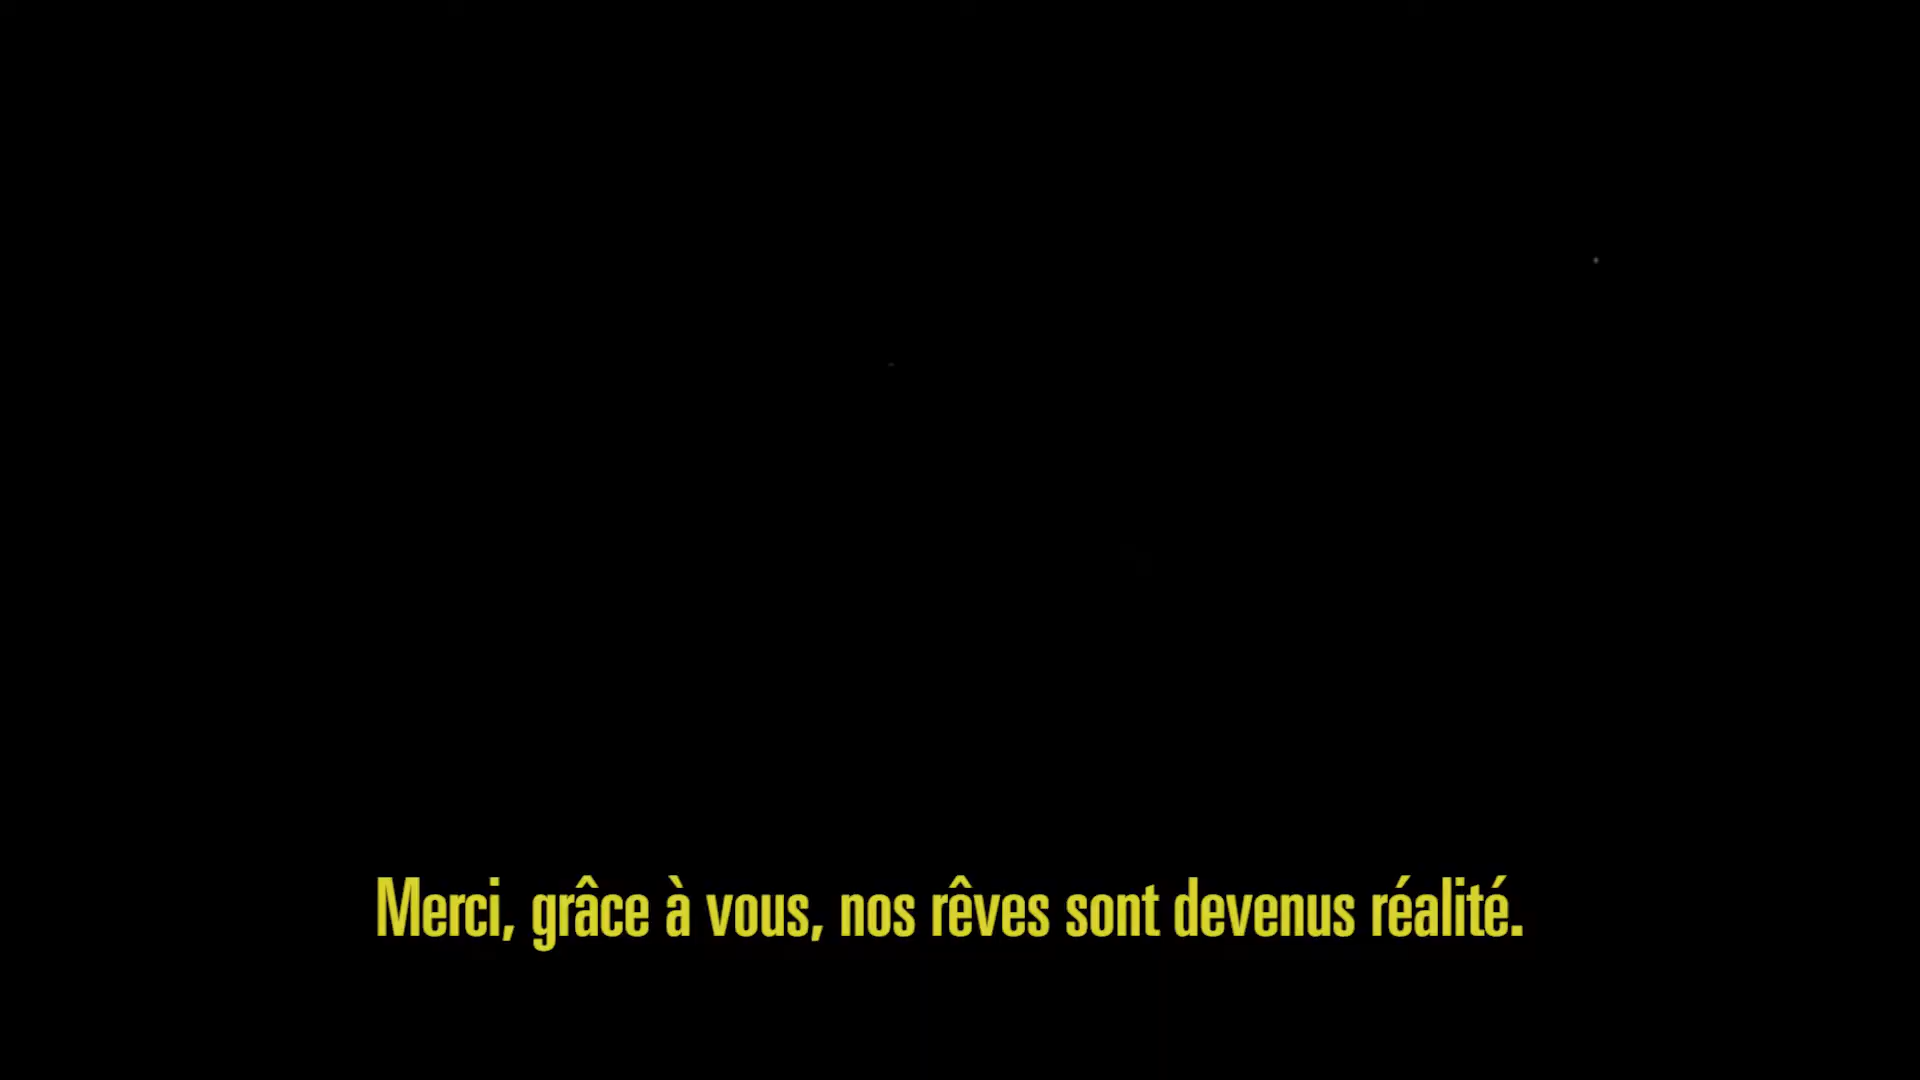 Merci, grâce à vous, nos rêves sont devenus réalité.